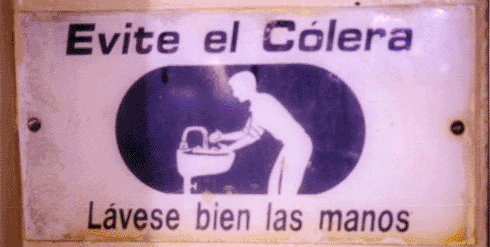 Evite el Cólera
Lávese bien las manos